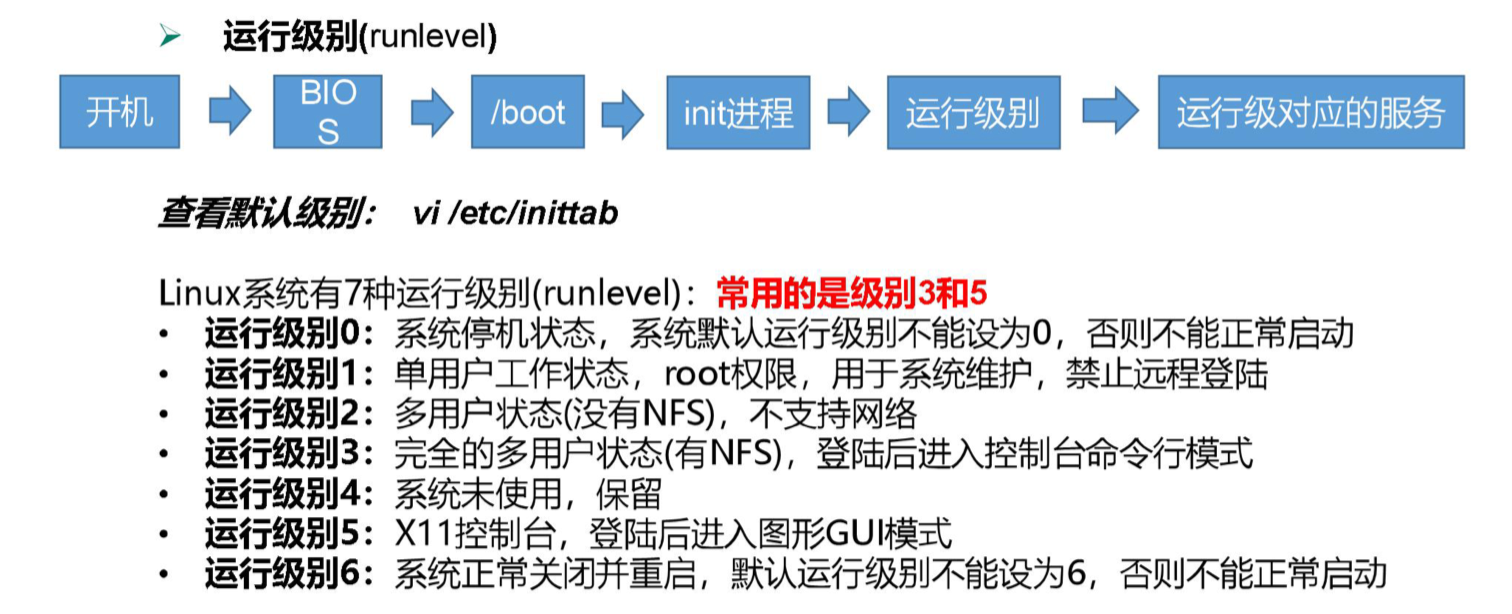 ➢ 运行级别(runlevel)
开机
BIO
S
/boot
init进程
运行级别
运行级对应的服务
查看默认级别： vi /etc/inittab
Linux系统有7种运行级别(runlevel)：常用的是级别3和5
• 运行级别0：系统停机状态，系统默认运行级别不能设为0，否则不能正常启动
• 运行级别1：单用户工作状态，root权限，用于系统维护，禁止远程登陆
• 运行级别2：多用户状态(没有NFS)，不支持网络
• 运行级别3：完全的多用户状态(有NFS)，登陆后进入控制台命令行模式
• 运行级别4：系统未使用，保留
• 运行级别5：X11控制台，登陆后进入图形GUI模式
• 运行级别6：系统正常关闭并重启，默认运行级别不能设为6，否则不能正常启动